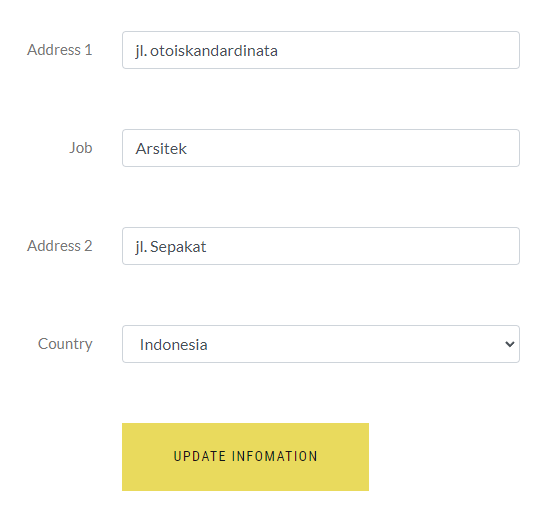 Address 1
jl. otoiskandardinata
Job
Arsitek
Address 2
jl. Sepakat
Country
Indonesia
UPDATE INFOMATION